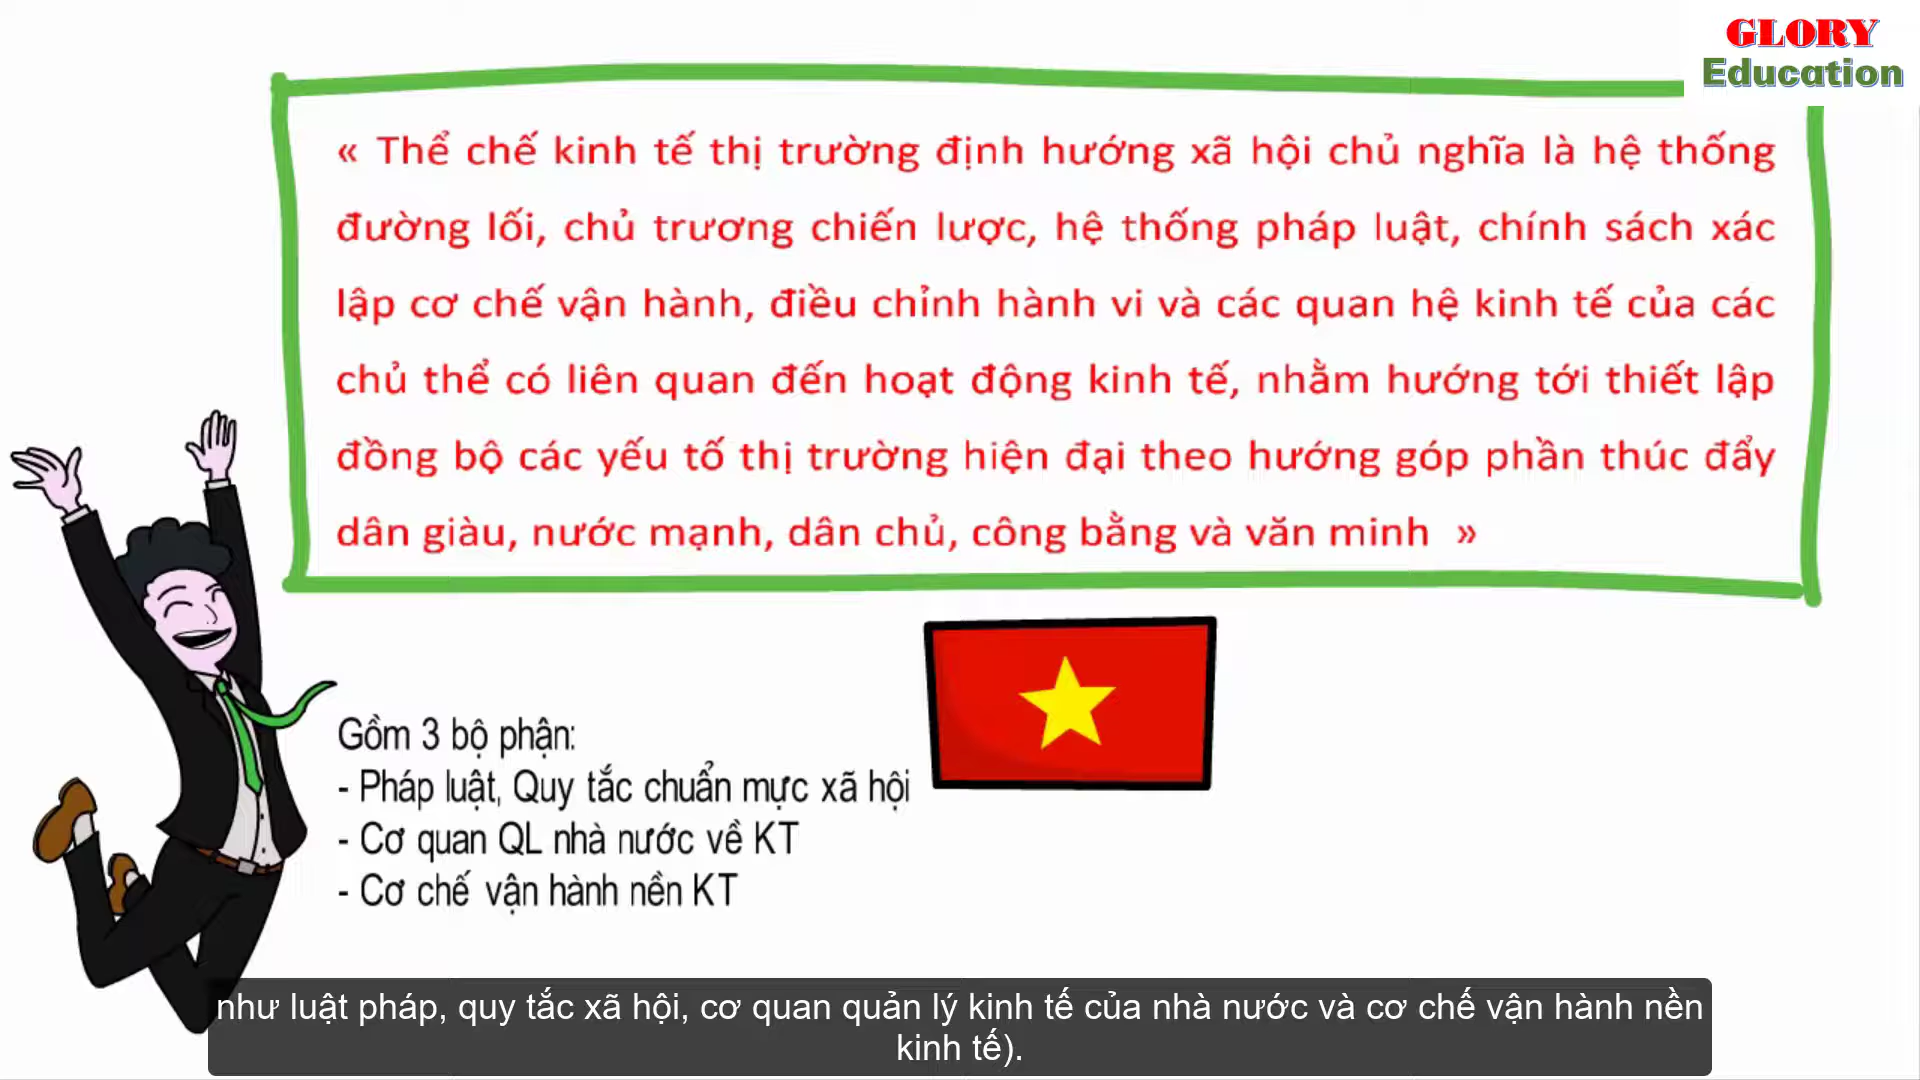 GLORY
Education
« Thể chế kinh tế thị trường định hướng xã hội chủ nghĩa là hệ thống
đường lối, chủ trương chiến lược, hệ thống pháp luật, chính sách xác
lập cơ chế vận hành, điều chỉnh hành vi và các quan hệ kinh tế của các
chủ thể có liên quan đến hoạt động kinh tế, nhằm hướng tới thiết lập
đồng bộ các yếu tố thị trường hiện đại theo hướng góp phần thúc đẩy
dân giàu, nước mạnh, dân chủ, công bằng và văn minh »
Gồm 3 bộ phận:
- Pháp luật, Quy tắc chuẩn mực xã hội
- Cơ quan QL nhà nước về KT
- Cơ chế vận hành nền KT
như luật pháp, quy tắc xã hội, cơ quan quản lý kinh tế của nhà nước và cơ chế vận hành nền
kinh tế).